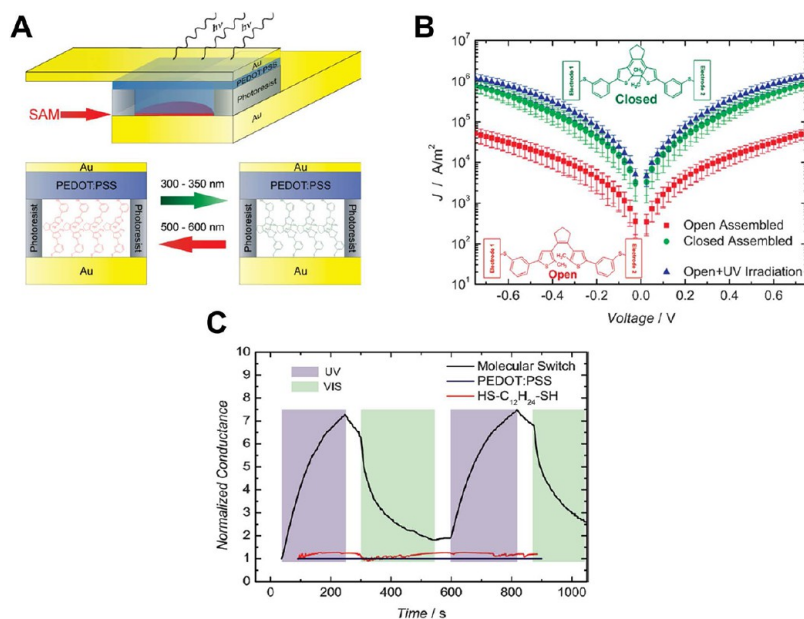 A
hν hν hν
Au
PEDOT:PSS
Photoresist
Au
SAM
Au
PEDOT:PSS
Photoresist
Photoresist
Au
300 - 350 nm
500 - 600 nm
Au
PEDOT:PSS
Photoresist
Photoresist
Au
B
J / A/m²
10⁷
10⁶
10⁵
10⁴
10³
10²
10¹
Electrode 1
Electrode 2
Closed
Electrode 1
Electrode 2
Open
Open Assembled
Closed Assembled
Open+UV Irradiation
-0.6 -0.4 -0.2 0.0 0.2 0.4 0.6
Voltage / V
C
Normalized Conductance
10
9
8
7
6
5
4
3
2
1
0
UV
VIS
Molecular Switch
PEDOT:PSS
HS-C₁₂H₂₄-SH
0 200 400 600 800 1000
Time / s